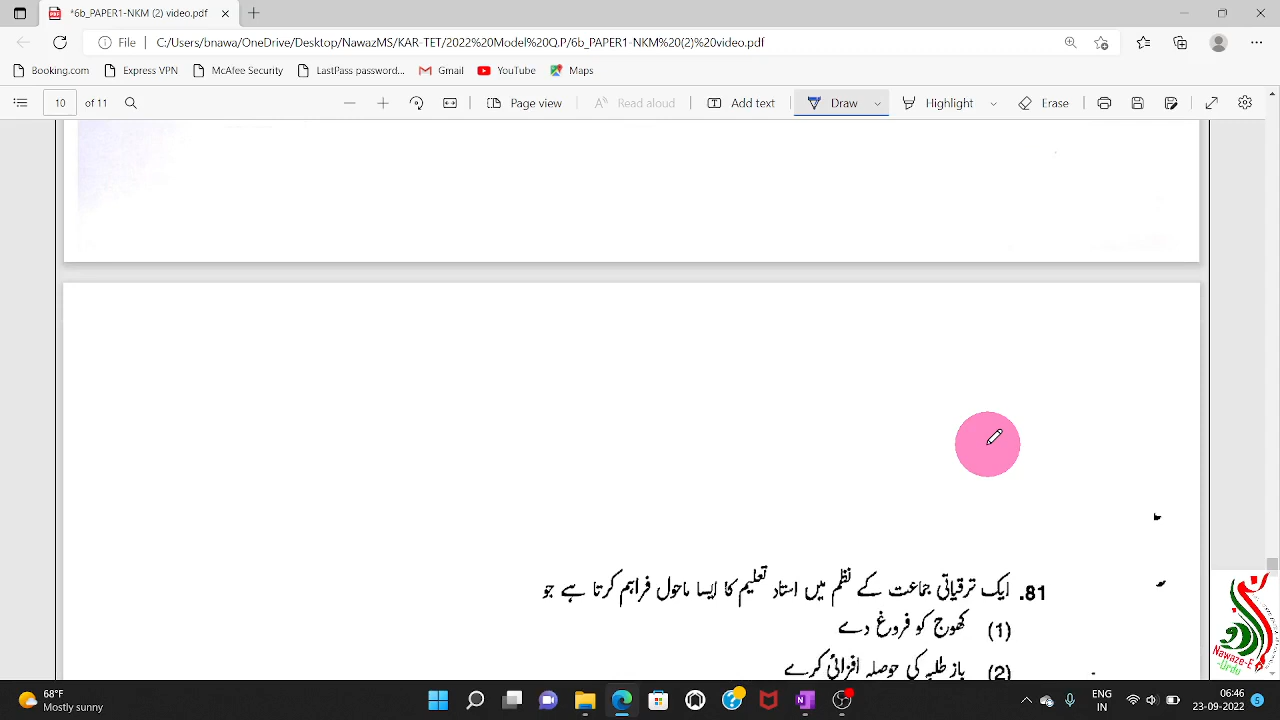 *6b_PAPER1-NKM (2) video.pdf
File C:/Users/bnawa/OneDrive/Desktop/NawazMS/KAR-TET/2022%20Model%20Q.P/6b_PAPER1-NKM%20(2)%20video.pdf
Booking.com Express VPN McAfee Security LastPass password... Gmail YouTube Maps
10 of 11 Page view Read aloud Add text Draw Highlight Erase
81. ایک ترقیاتی جماعت کے نظم میں استاد تعلیم کا ایسا ماحول فراہم کرتا ہے جو
(1) کھوج کو فروغ دے
(2) باز طلبہ کی حوصلہ افزائی کرے
Nawaz-E
-Urdu
68°F
Mostly sunny
ENG
IN
06:46
23-09-2022
5